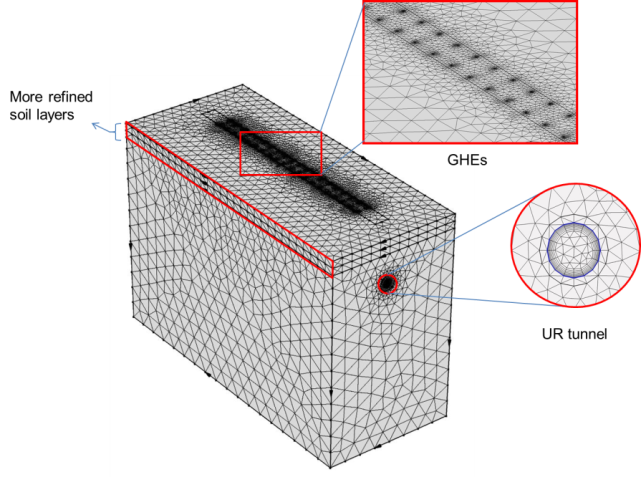 More refined
soil layers
GHEs
UR tunnel